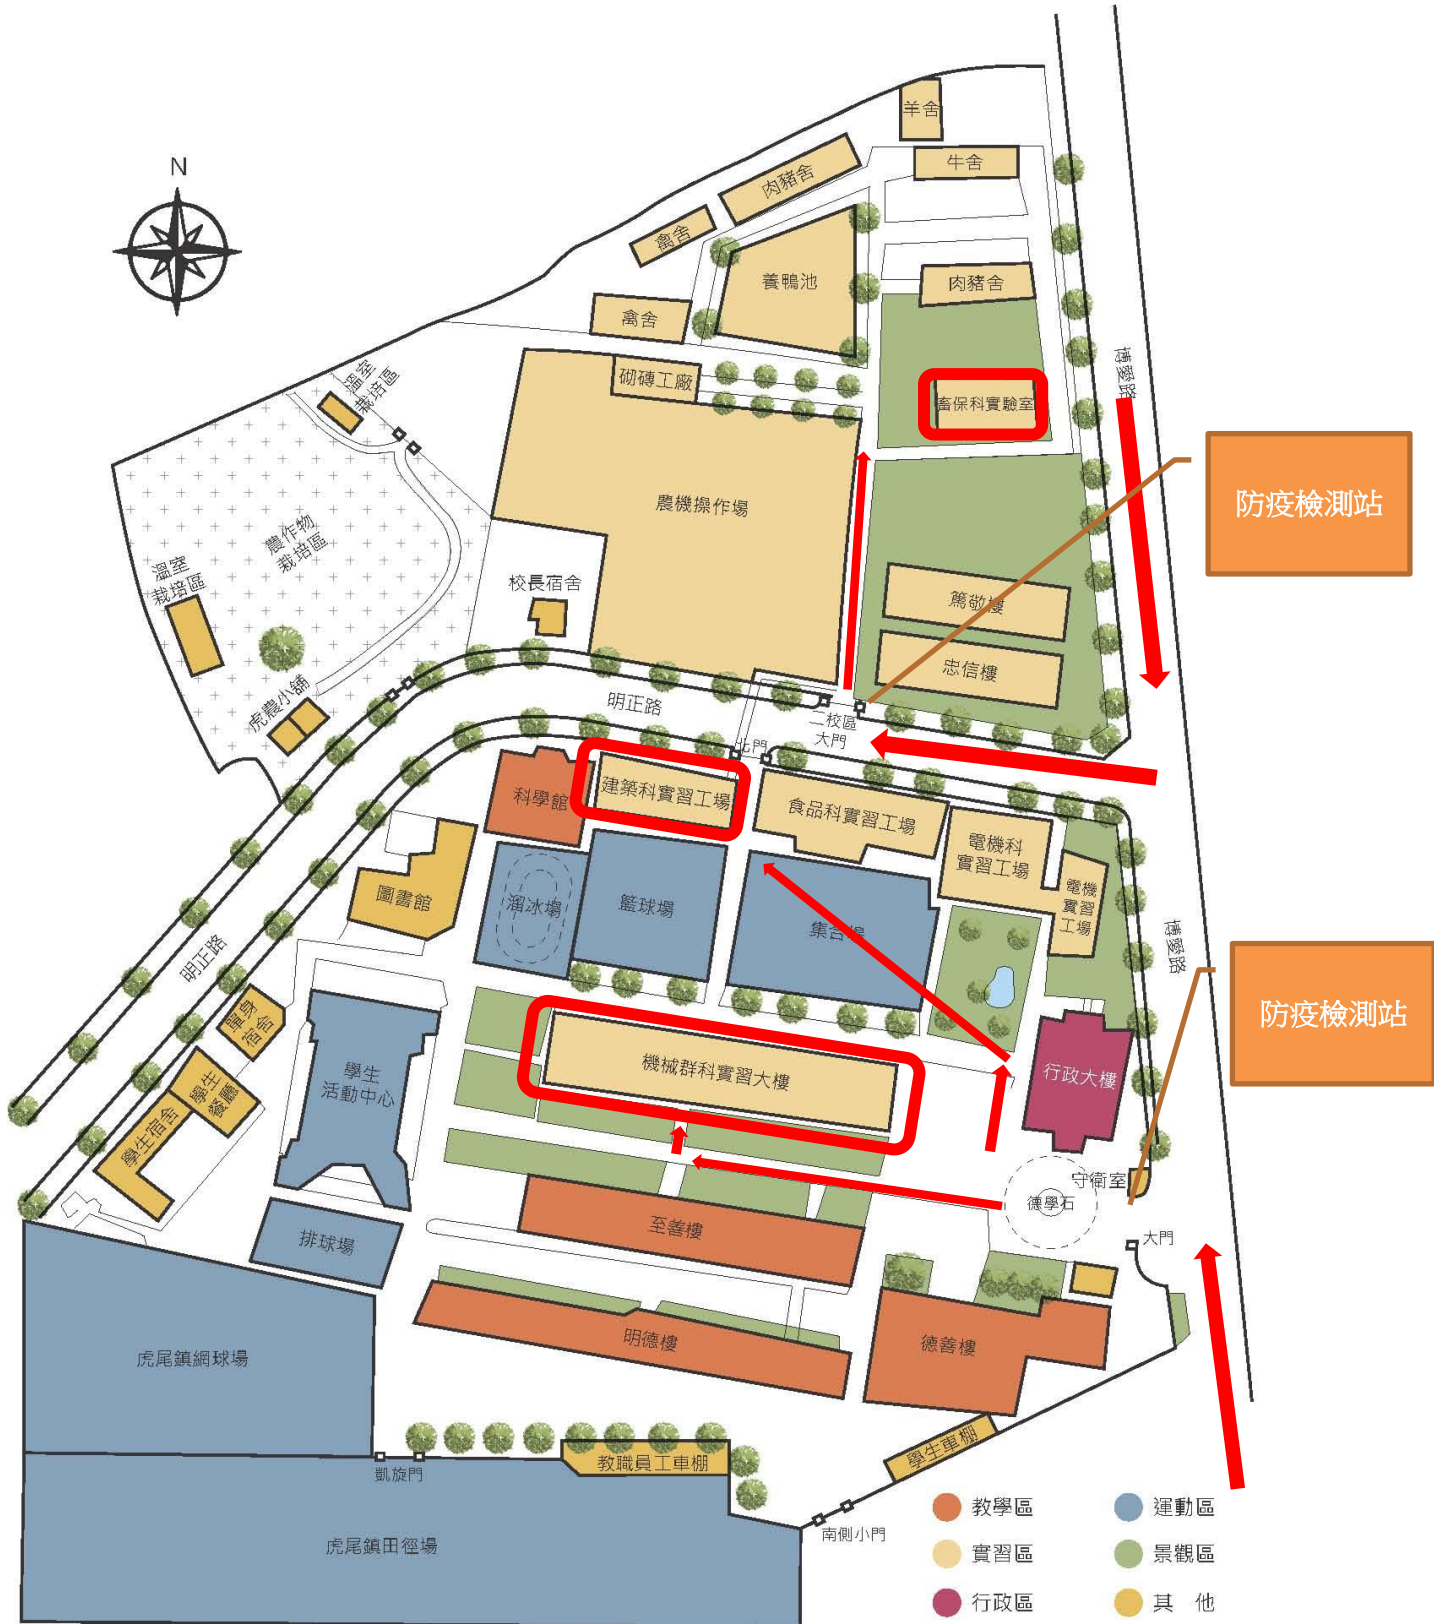 N
羊舍
牛舍
肉豬舍
禽舍
養鴨池
肉豬舍
禽舍
砌磚工廠
溫室
栽培區
畜保科實驗室
博愛路
防疫檢測站
農機操作場
農作物
栽培區
溫室
栽培區
校長宿舍
篤敬樓
忠信樓
虎農小舖
明正路
二校區
大門
北門
科學館
建築科實習工場
食品科實習工場
電機科
實習工場
電機
實習
工場
圖書館
溜冰場
籃球場
集合場
博愛路
防疫檢測站
明正路
單身
宿舍
學生
餐廳
學生宿舍
學生
活動中心
機械群科實習大樓
行政大樓
守衛室
德學石
大門
至善樓
排球場
明德樓
德善樓
虎尾鎮網球場
學生車棚
教職員工車棚
凱旋門
南側小門
虎尾鎮田徑場
教學區
運動區
實習區
景觀區
行政區
其 他